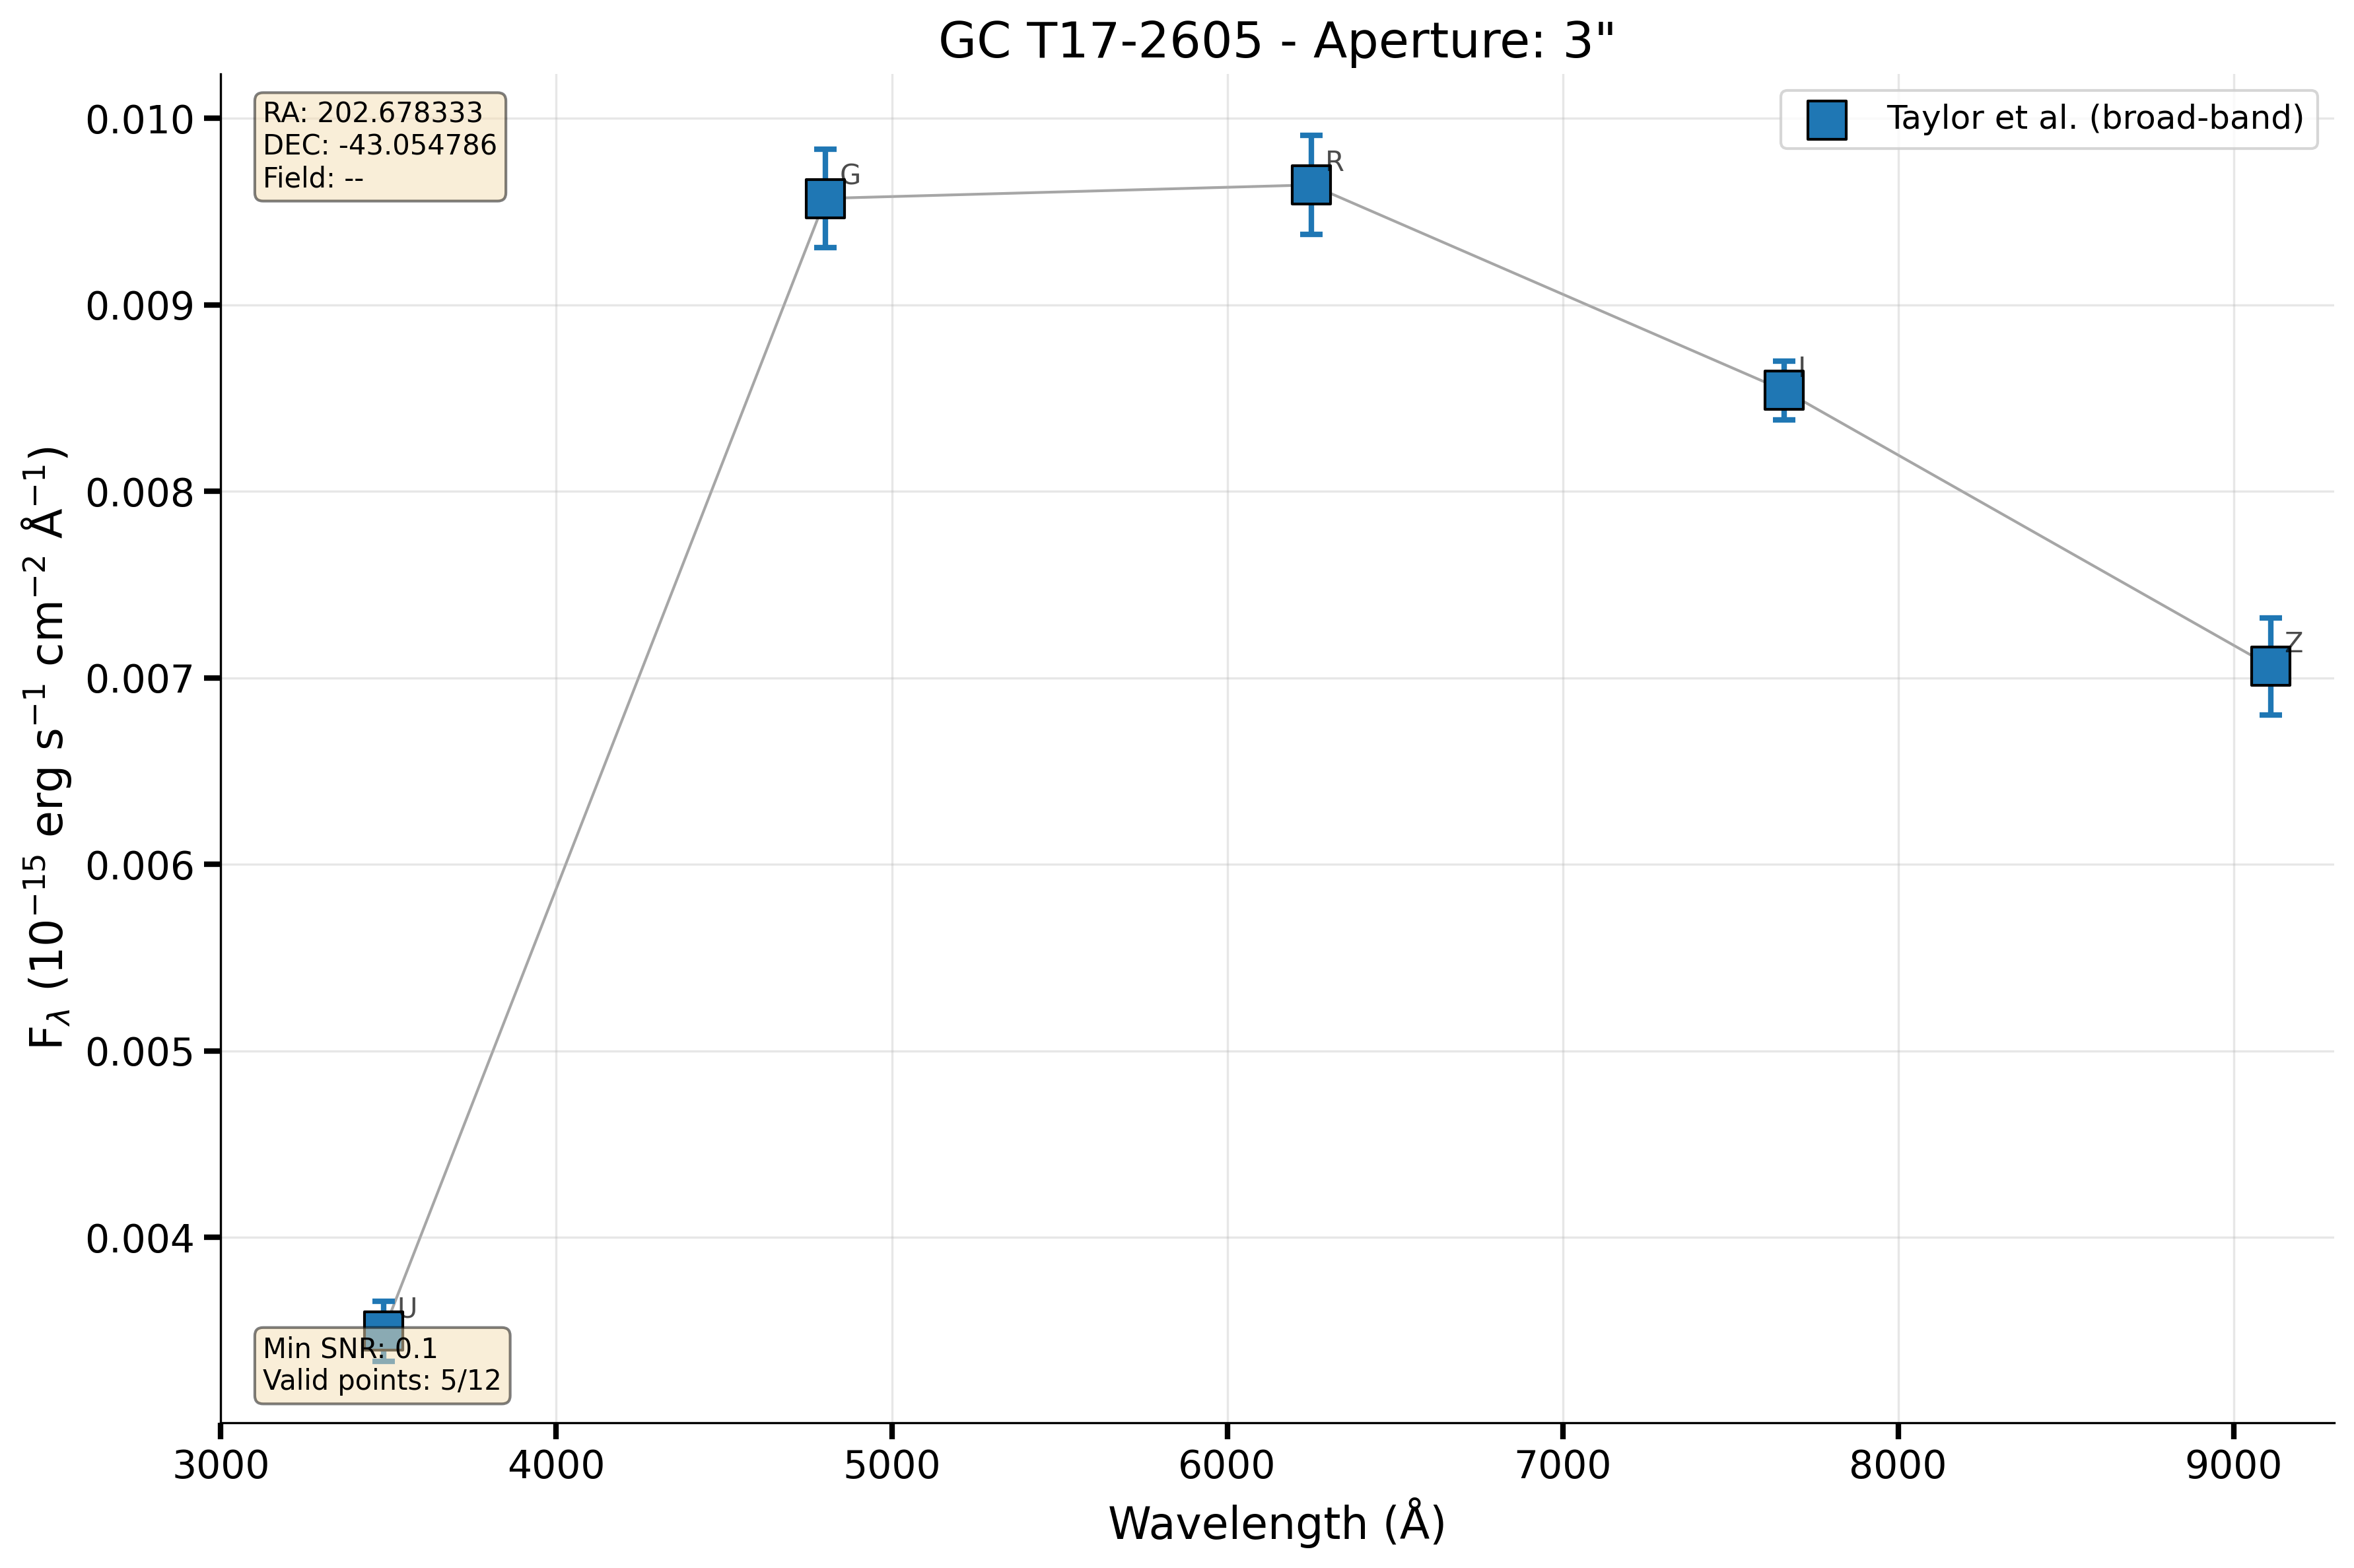 GC T17-2605 - Aperture: 3"
RA: 202.678333
DEC: -43.054786
Field: --
Taylor et al. (broad-band)
G
R
I
Z
U
Min SNR: 0.1
Valid points: 5/12
0.010
0.009
0.008
0.007
0.006
0.005
0.004
F_λ (10⁻¹⁵ erg s⁻¹ cm⁻² Å⁻¹)
3000 4000 5000 6000 7000 8000 9000
Wavelength (Å)